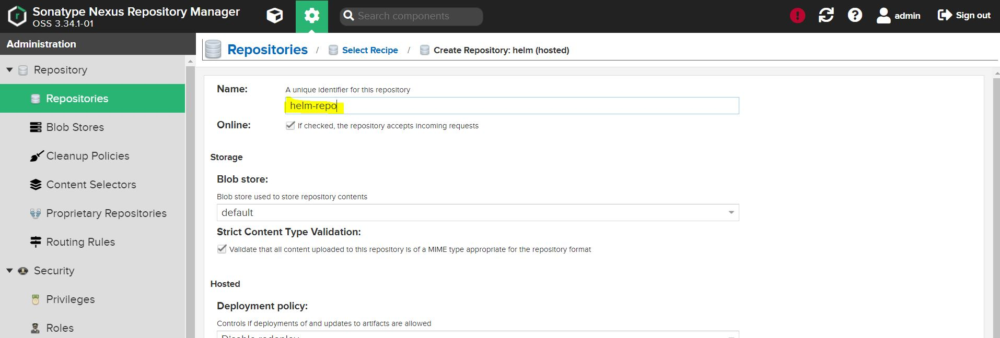 Sonatype Nexus Repository Manager
OSS 3.34.1-01
Search components
admin
Sign out
Administration
Repositories / Select Recipe / Create Repository: helm (hosted)
Repository
Repositories
Blob Stores
Cleanup Policies
Content Selectors
Proprietary Repositories
Routing Rules
Security
Privileges
Roles
Name:
A unique identifier for this repository
helm-repo
Online:
If checked, the repository accepts incoming requests
Storage
Blob store:
Blob store used to store repository contents
default
Strict Content Type Validation:
Validate that all content uploaded to this repository is of a MIME type appropriate for the repository format
Hosted
Deployment policy:
Controls if deployments of and updates to artifacts are allowed
Disable redeploy